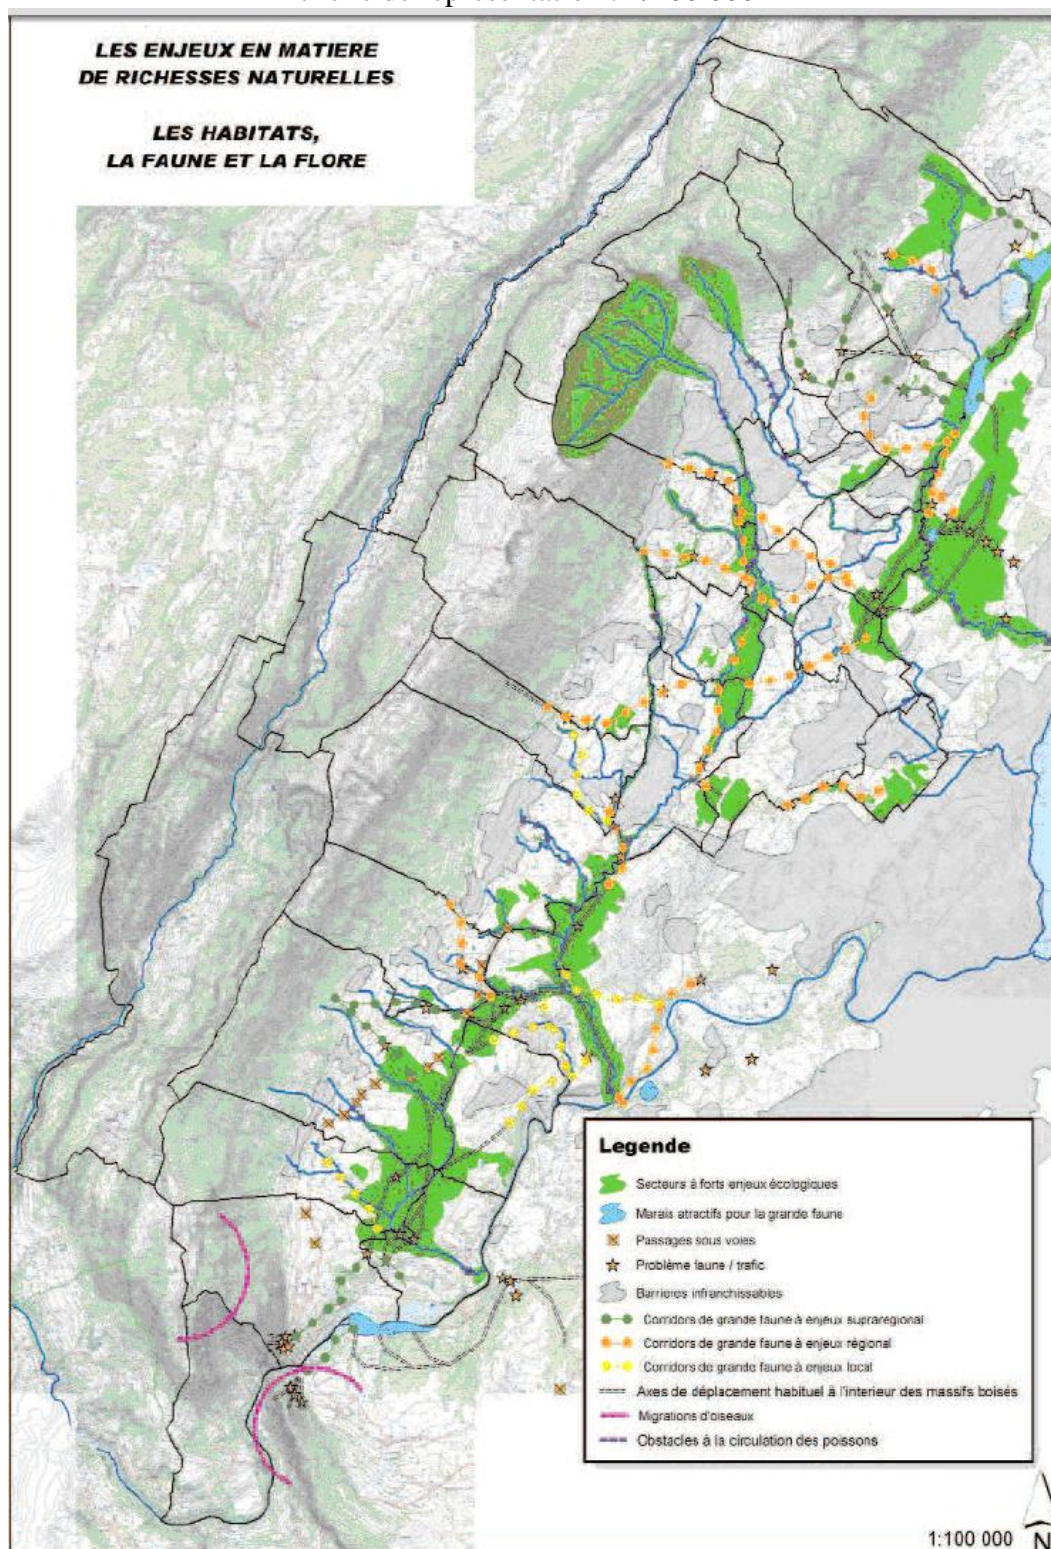 LES ENJEUX EN MATIERE
DE RICHESSES NATURELLES
LES HABITATS,
LA FAUNE ET LA FLORE
Legende
Secteurs à forts enjeux écologiques
Marais atractifs pour la grande faune
Passages sous voies
Problème faune / trafic
Barrieres infranchissables
Corridors de grande faune à enjeux supraregional
Corridors de grande faune à enjeux régional
Corridors de grande faune à enjeux local
Axes de déplacement habituel à l'interieur des massifs boisés
Migrations d'oiseaux
Obstacles à la circulation des poissons
1:100 000
N